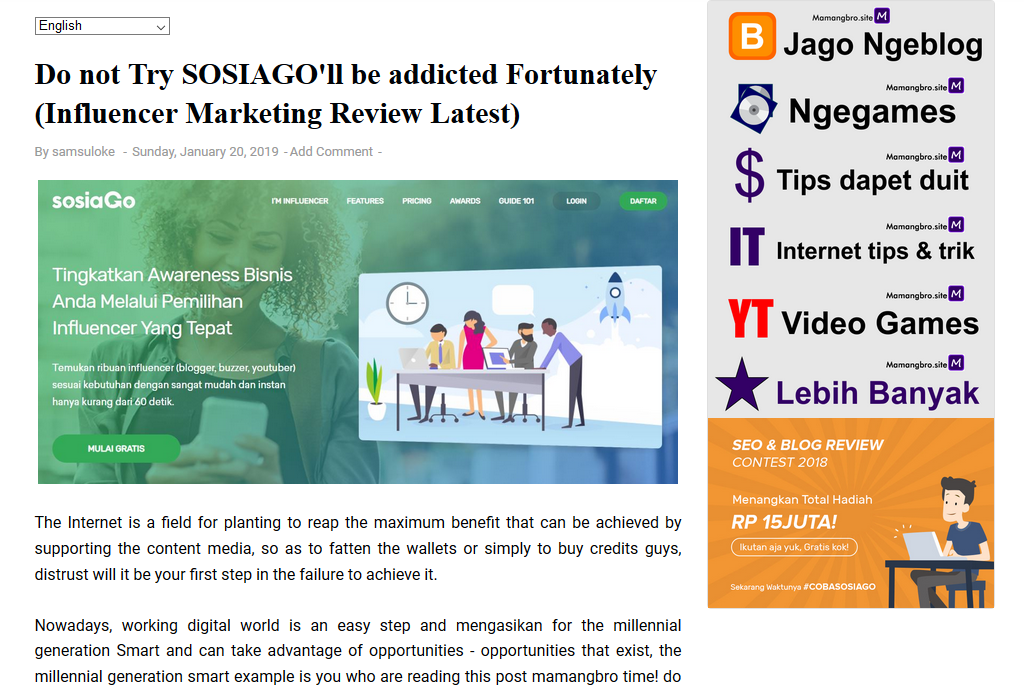 English
Do not Try SOSIAGO'll be addicted Fortunately
(Influencer Marketing Review Latest)
By samsuloke - Sunday, January 20, 2019 - Add Comment -
sosiaGo
I'M INFLUENCER FEATURES PRICING AWARDS GUIDE 101 LOGIN DAFTAR
Tingkatkan Awareness Bisnis
Anda Melalui Pemilihan
Influencer Yang Tepat
Temukan ribuan influencer (blogger, buzzer, youtuber)
sesuai kebutuhan dengan sangat mudah dan instan
hanya kurang dari 60 detik.
MULAI GRATIS
The Internet is a field for planting to reap the maximum benefit that can be achieved by
supporting the content media, so as to fatten the wallets or simply to buy credits guys,
distrust will it be your first step in the failure to achieve it.
Nowadays, working digital world is an easy step and mengasikan for the millennial
generation Smart and can take advantage of opportunities - opportunities that exist, the
millennial generation smart example is you who are reading this post mamangbro time! do
Mamangbro.site M
B Jago Ngeblog
Mamangbro.site M
Ngegames
Mamangbro.site M
$ Tips dapet duit
Mamangbro.site M
IT Internet tips & trik
Mamangbro.site M
YT Video Games
Mamangbro.site M
Lebih Banyak
SEO & BLOG REVIEW
CONTEST 2018
Menangkan Total Hadiah
RP 15JUTA!
Ikutan aja yuk, Gratis kok!
Sekarang Waktunya #COBASOSIAGO